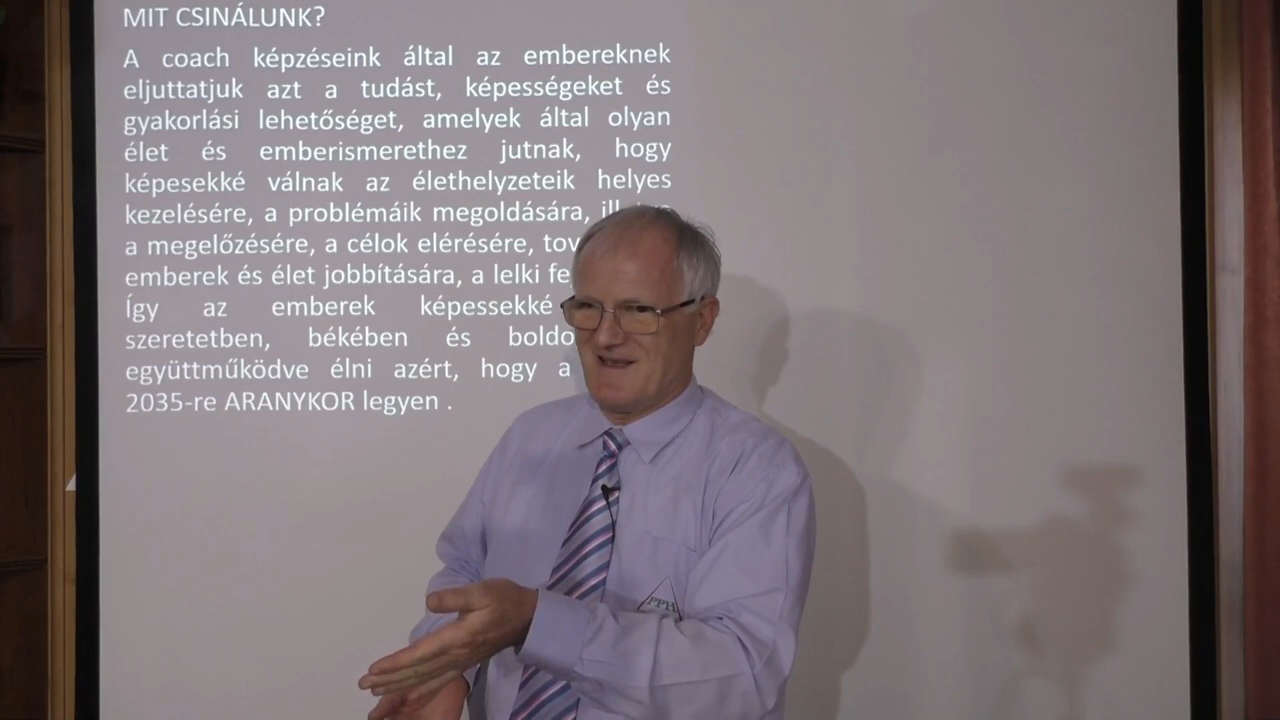 MIT CSINÁLUNK?
A coach képzéseink által az embereknek
eljuttatjuk azt a tudást, képességeket és
gyakorlási lehetőséget, amelyek által olyan
élet és emberismerethez jutnak, hogy
képesekké válnak az élethelyzeteik helyes
kezelésére, a problémáik megoldására,
a megelőzésére, a célok elérésére,
emberek és élet jobbítására, a lelki
Így az emberek képessekké
szeretetben, békében és
együttműködve élni azért, hogy a
2035-re ARANYKOR legyen .
PPH